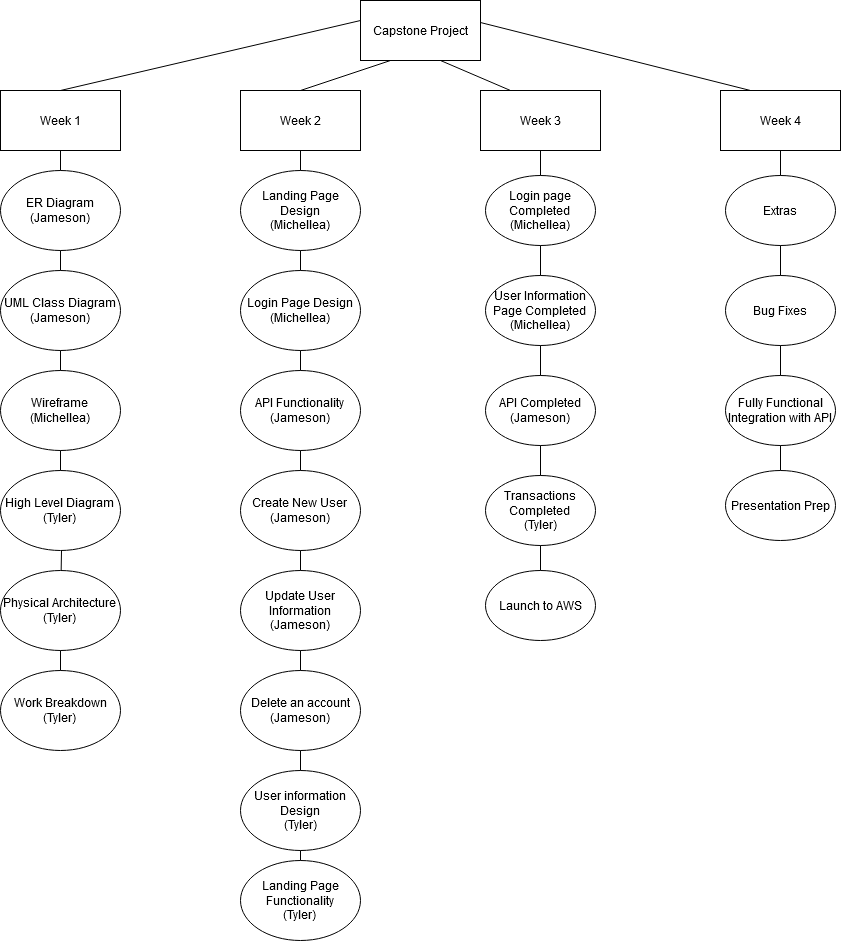 Capstone Project
Week 1
Week 2
Week 3
Week 4
ER Diagram
(Jameson)
UML Class Diagram
(Jameson)
Wireframe
(Michellea)
High Level Diagram
(Tyler)
Physical Architecture
(Tyler)
Work Breakdown
(Tyler)
Landing Page
Design
(Michellea)
Login Page Design
(Michellea)
API Functionality
(Jameson)
Create New User
(Jameson)
Update User
Information
(Jameson)
Delete an account
(Jameson)
User information
Design
(Tyler)
Landing Page
Functionality
(Tyler)
Login page
Completed
(Michellea)
User Information
Page Completed
(Michellea)
API Completed
(Jameson)
Transactions
Completed
(Tyler)
Launch to AWS
Extras
Bug Fixes
Fully Functional
Integration with API
Presentation Prep